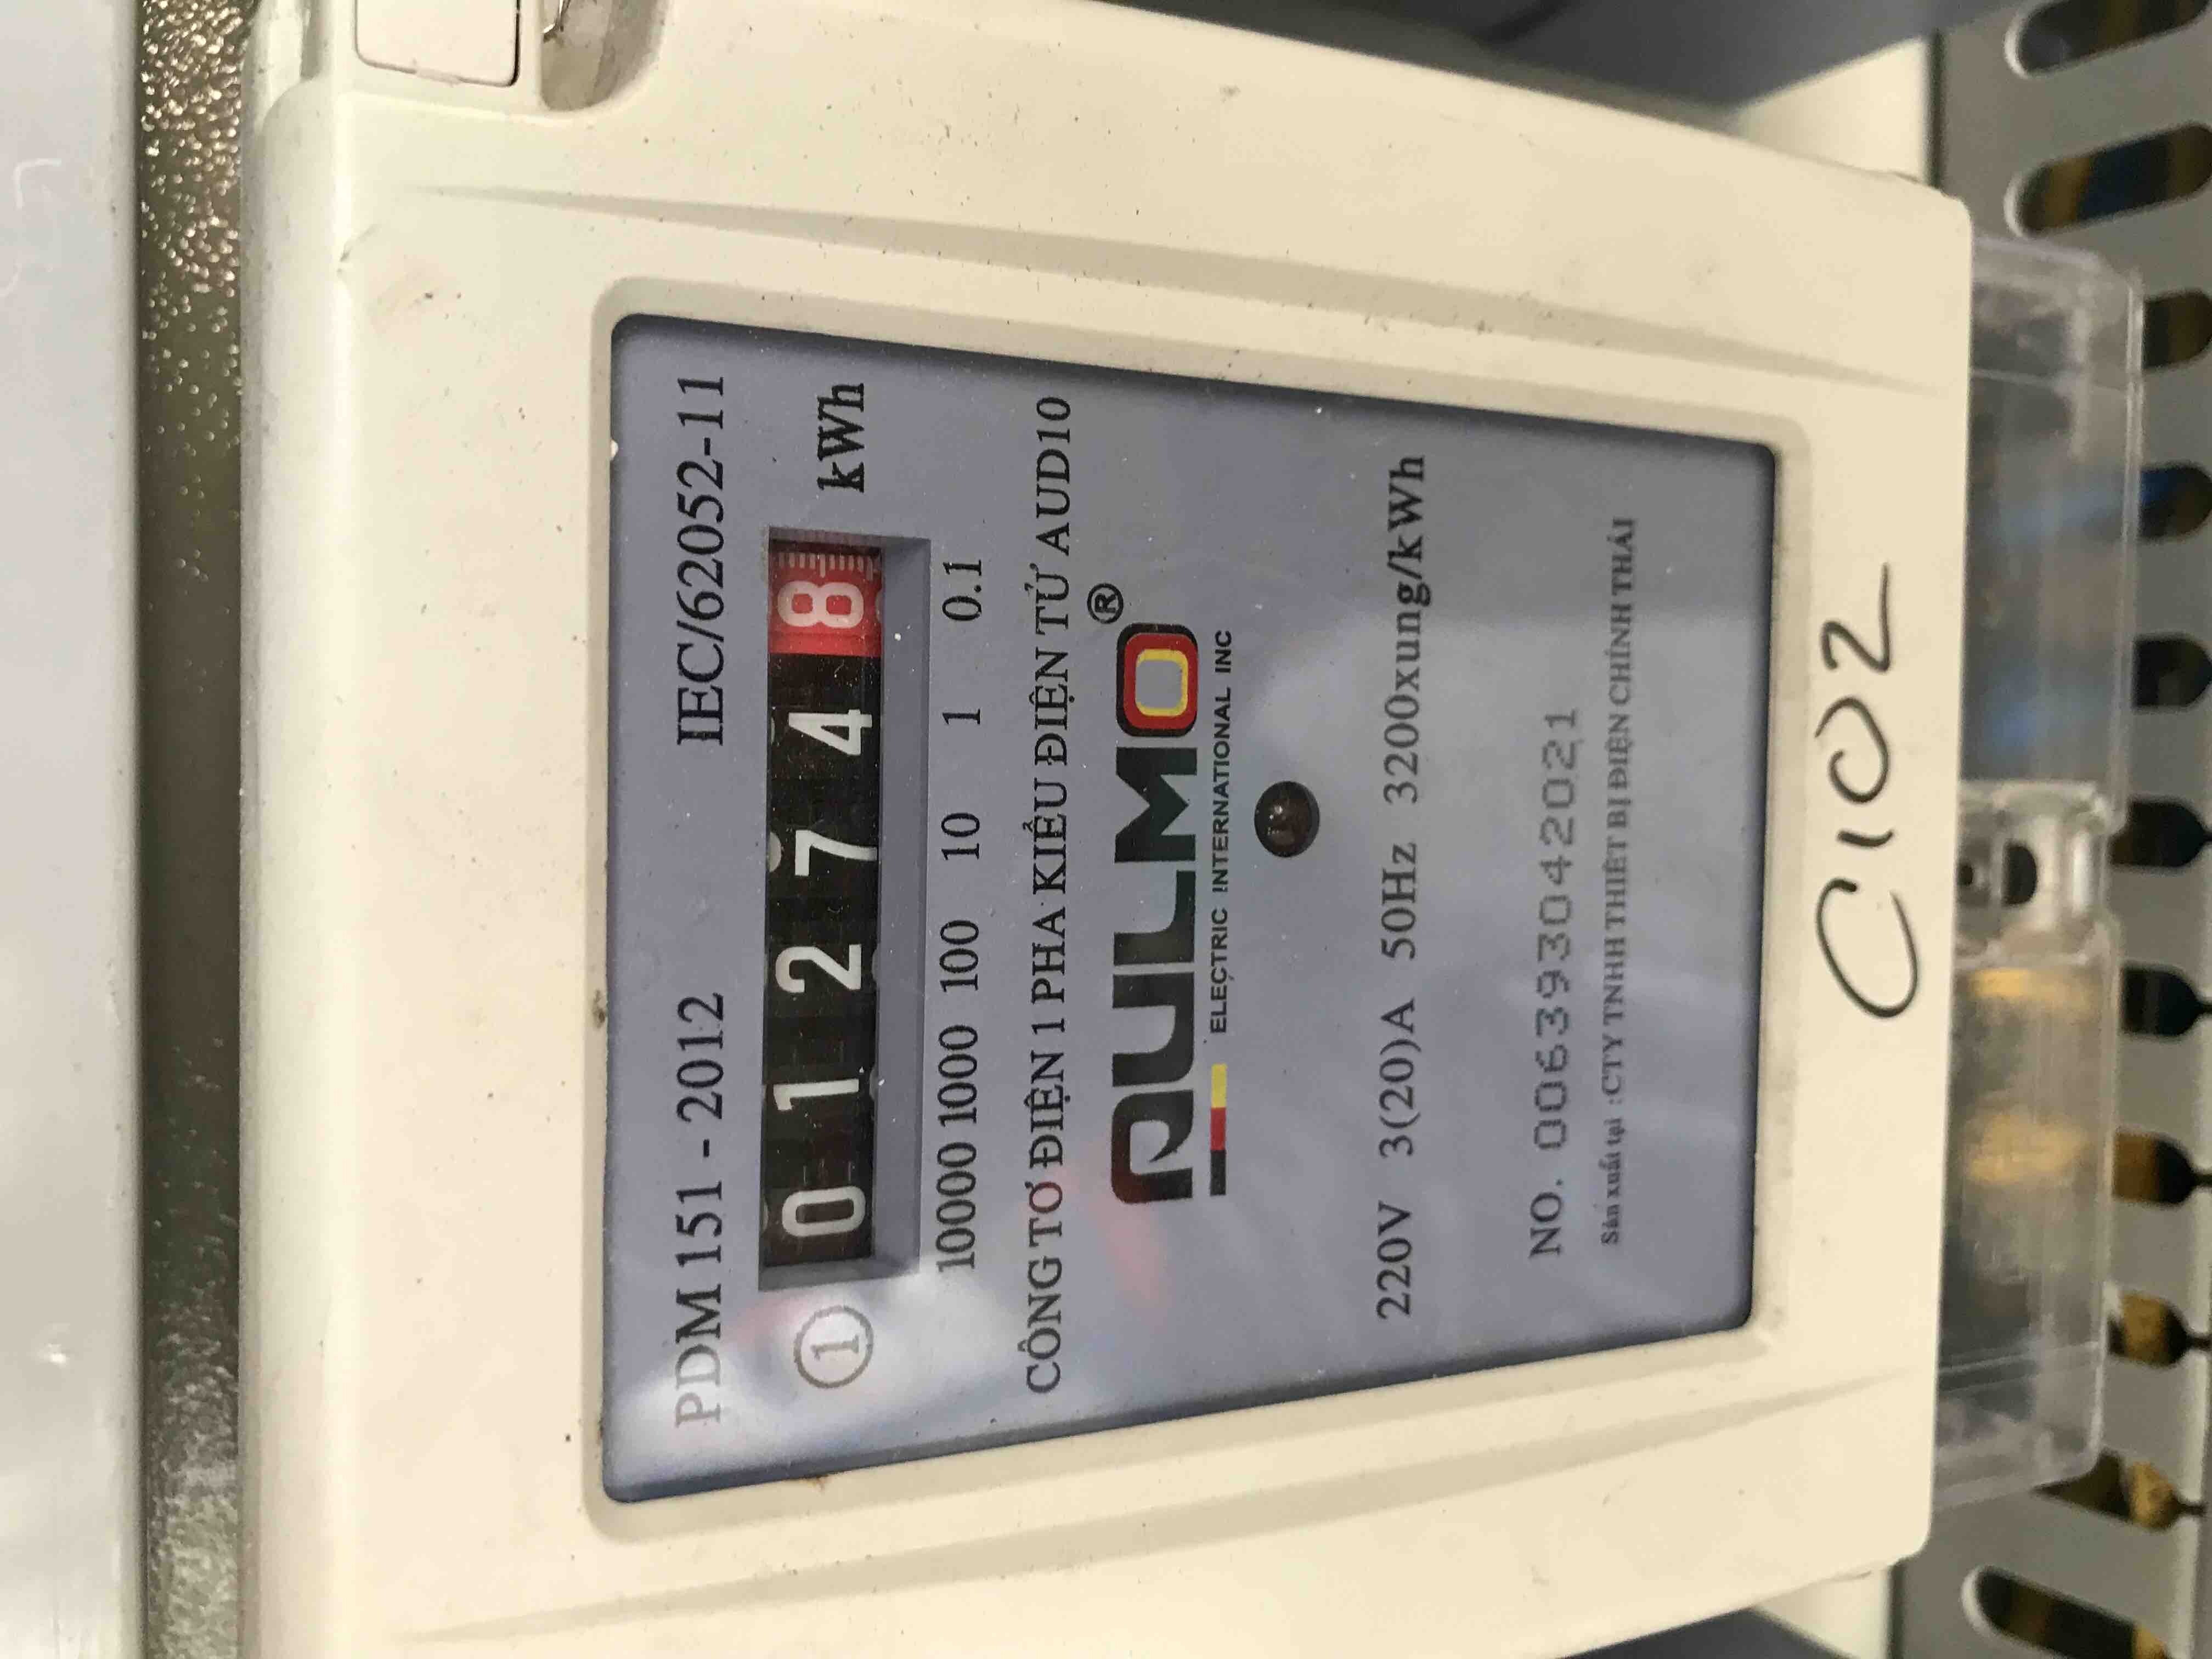 PDM 151 - 2012 IEC/62052-11
1 0 1 2 7 4 8 kWh
10000 1000 100 10 1 0.1
CÔNG TƠ ĐIỆN 1 PHA KIỂU ĐIỆN TỬ AUD10
AULMO®
ELECTRIC INTERNATIONAL INC
220V 3(20)A 50Hz 3200xung/kWh
NO. 006393042021
Sản xuất tại : CTY TNHH THIẾT BỊ ĐIỆN CHÍNH THÁI
C102